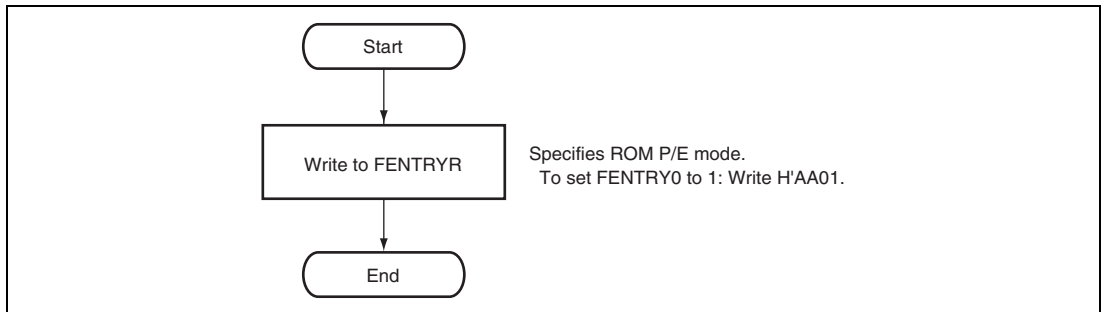 Start
Write to FENTRYR
Specifies ROM P/E mode.
To set FENTRY0 to 1: Write H'AA01.
End